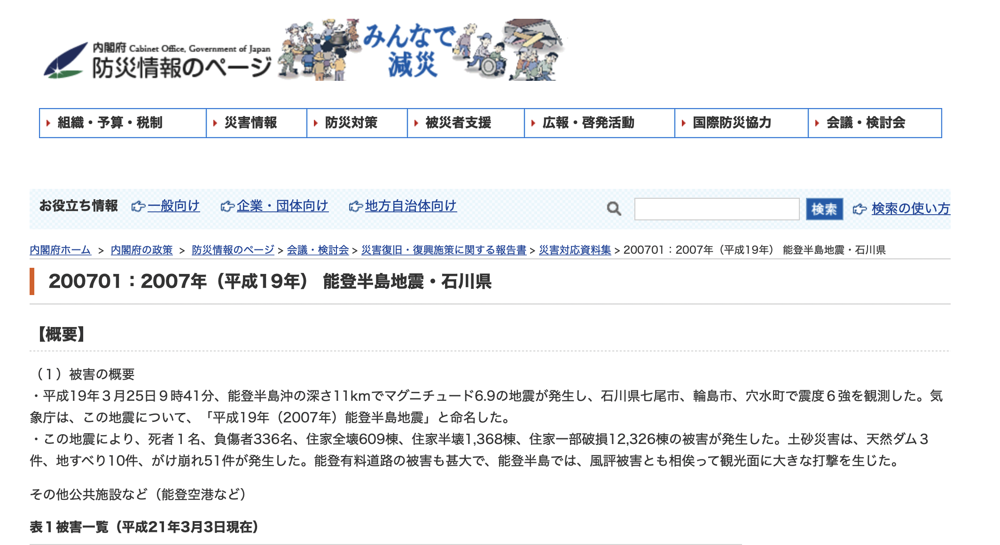 内閣府 Cabinet Office, Government of Japan
防災情報のページ
みんなで
減災
組織・予算・税制 災害情報 防災対策 被災者支援 広報・啓発活動 国際防災協力 会議・検討会
お役立ち情報 一般向け 企業・団体向け 地方自治体向け 検索 検索の使い方
内閣府ホーム > 内閣府の政策 > 防災情報のページ > 会議・検討会 > 災害復旧・復興施策に関する報告書 > 災害対応資料集 > 200701：2007年（平成19年） 能登半島地震・石川県
200701：2007年（平成19年） 能登半島地震・石川県
【概要】
（１）被害の概要
・平成19年３月25日９時41分、能登半島沖の深さ11kmでマグニチュード6.9の地震が発生し、石川県七尾市、輪島市、穴水町で震度６強を観測した。気
象庁は、この地震について、「平成19年（2007年）能登半島地震」と命名した。
・この地震により、死者１名、負傷者336名、住家全壊609棟、住家半壊1,368棟、住家一部破損12,326棟の被害が発生した。土砂災害は、天然ダム３
件、地すべり10件、がけ崩れ51件が発生した。能登有料道路の被害も甚大で、能登半島では、風評被害とも相俟って観光面に大きな打撃を生じた。
その他公共施設など（能登空港など）
表１被害一覧（平成21年3月3日現在）